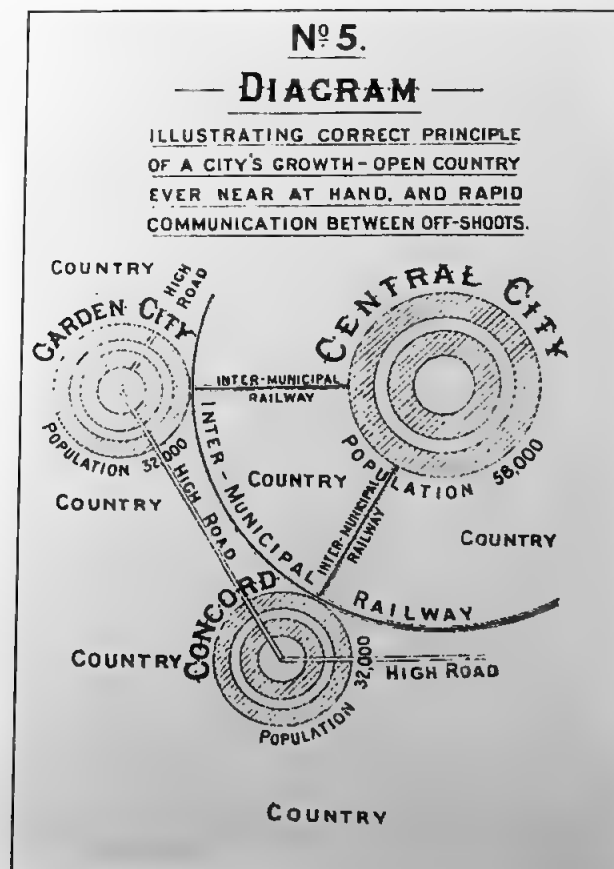 Nº 5.
DIAGRAM
ILLUSTRATING CORRECT PRINCIPLE
OF A CITY'S GROWTH - OPEN COUNTRY
EVER NEAR AT HAND, AND RAPID
COMMUNICATION BETWEEN OFF-SHOOTS.
COUNTRY
HIGH
ROAD
GARDEN CITY
POPULATION 32,000
CENTRAL CITY
POPULATION 58,000
INTER-MUNICIPAL
RAILWAY
INTER-MUNICIPAL RAILWAY
COUNTRY
COUNTRY
HIGH ROAD
INTER-MUNICIPAL
RAILWAY
COUNTRY
CONCORD
POPULATION 32,000
COUNTRY
HIGH ROAD
COUNTRY